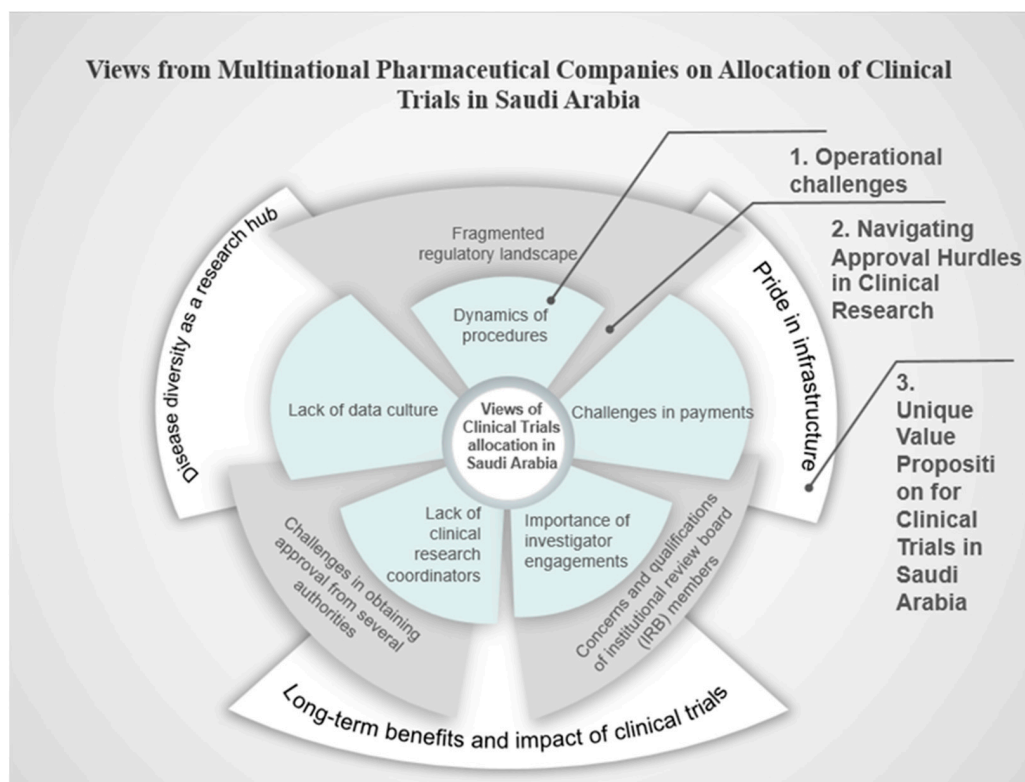 Views from Multinational Pharmaceutical Companies on Allocation of Clinical
Trials in Saudi Arabia
1. Operational
challenges
2. Navigating
Approval Hurdles
in Clinical
Research
3.
Unique
Value
Propositi
on for
Clinical
Trials in
Saudi
Arabia
Disease diversity as a research hub
Pride in infrastructure
Long-term benefits and impact of clinical trials
Fragmented
regulatory landscape
Dynamics of
procedures
Lack of data culture
Views of
Clinical Trials
allocation in
Saudi Arabia
Challenges in payments
Lack of
clinical
research
coordinators
Importance of
investigator
engagements
Challenges in obtaining
approval from several
authorities
Concerns and qualifications
of institutional review board
(IRB) members